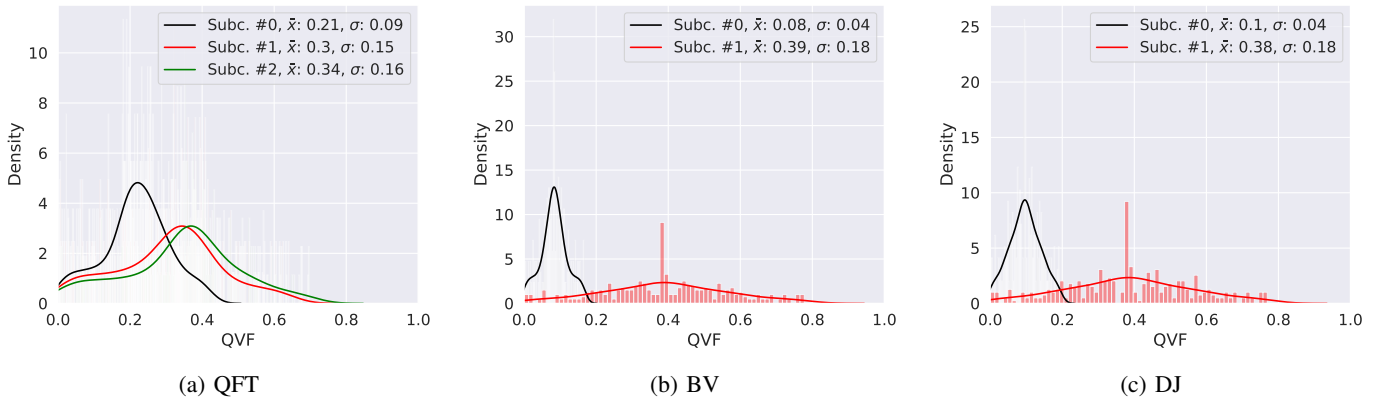 Subc. #0, x̄: 0.21, σ: 0.09
Subc. #1, x̄: 0.3, σ: 0.15
Subc. #2, x̄: 0.34, σ: 0.16
Density
10
8
6
4
2
0
0.0 0.2 0.4 0.6 0.8 1.0
QVF
(a) QFT
Subc. #0, x̄: 0.08, σ: 0.04
Subc. #1, x̄: 0.39, σ: 0.18
Density
30
25
20
15
10
5
0
0.0 0.2 0.4 0.6 0.8 1.0
QVF
(b) BV
Subc. #0, x̄: 0.1, σ: 0.04
Subc. #1, x̄: 0.38, σ: 0.18
Density
25
20
15
10
5
0
0.0 0.2 0.4 0.6 0.8 1.0
QVF
(c) DJ